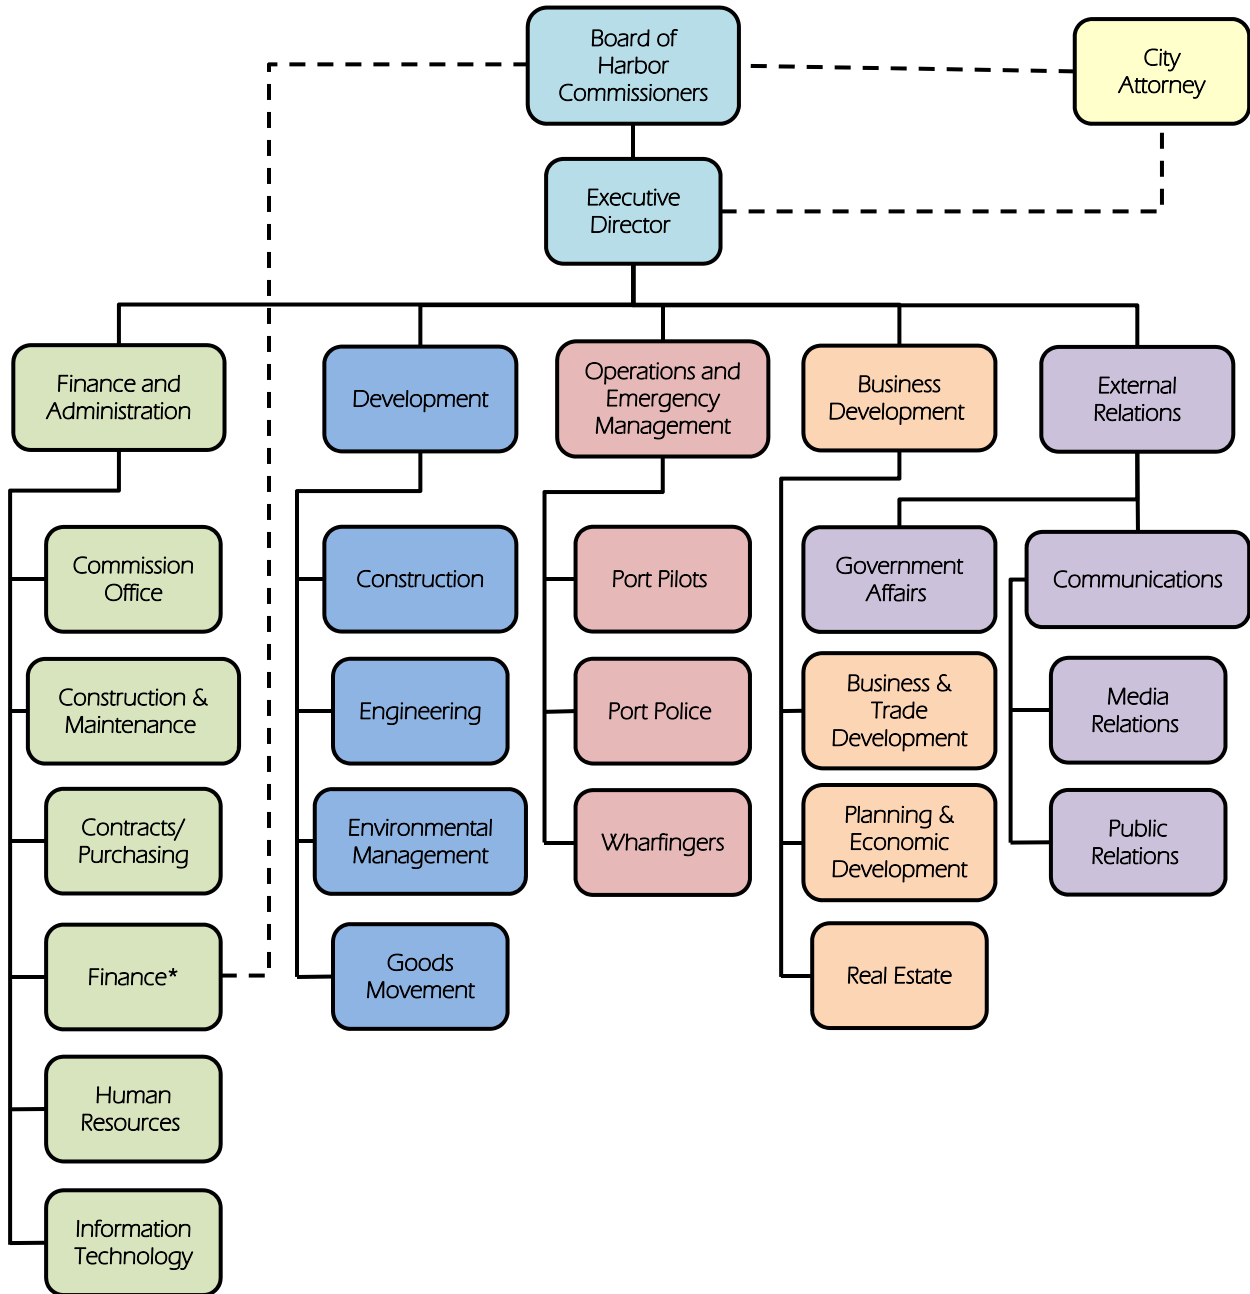 Board of
Harbor
Commissioners
City
Attorney
Executive
Director
Finance and
Administration
Development
Operations and
Emergency
Management
Business
Development
External
Relations
Commission
Office
Construction
Port Pilots
Government
Affairs
Communications
Construction &
Maintenance
Engineering
Port Police
Business &
Trade
Development
Media
Relations
Contracts/
Purchasing
Environmental
Management
Wharfingers
Planning &
Economic
Development
Public
Relations
Finance*
Goods
Movement
Real Estate
Human
Resources
Information
Technology